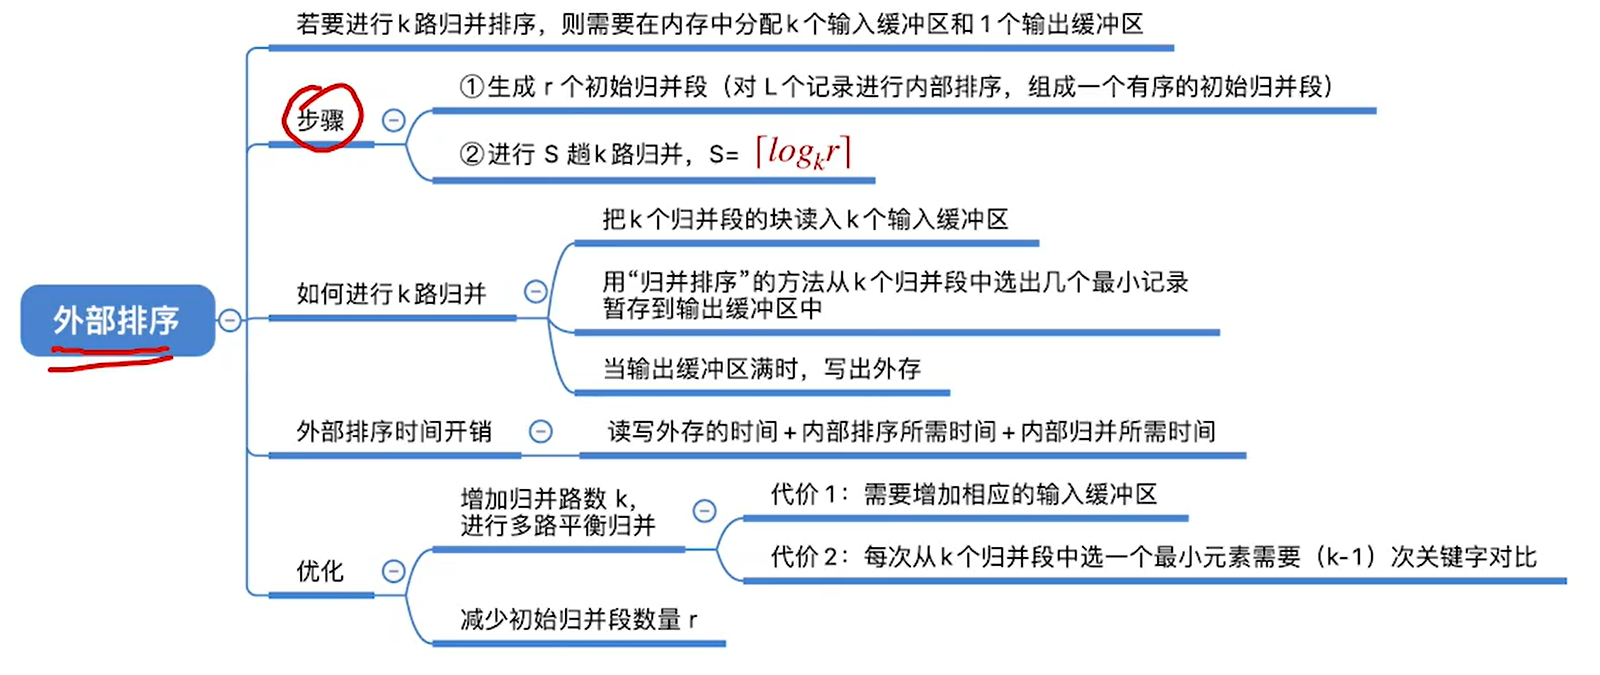 若要进行k路归并排序，则需要在内存中分配k个输入缓冲区和1个输出缓冲区
步骤
①生成 r 个初始归并段（对 L个记录进行内部排序，组成一个有序的初始归并段）
②进行 S 趟k路归并，S= ⌈logₖr⌉
外部排序
如何进行k路归并
把k个归并段的块读入k个输入缓冲区
用“归并排序”的方法从k个归并段中选出几个最小记录
暂存到输出缓冲区中
当输出缓冲区满时，写出外存
外部排序时间开销
读写外存的时间+内部排序所需时间+内部归并所需时间
优化
增加归并路数 k，
进行多路平衡归并
代价 1：需要增加相应的输入缓冲区
代价 2：每次从k个归并段中选一个最小元素需要（k-1）次关键字对比
减少初始归并段数量 r